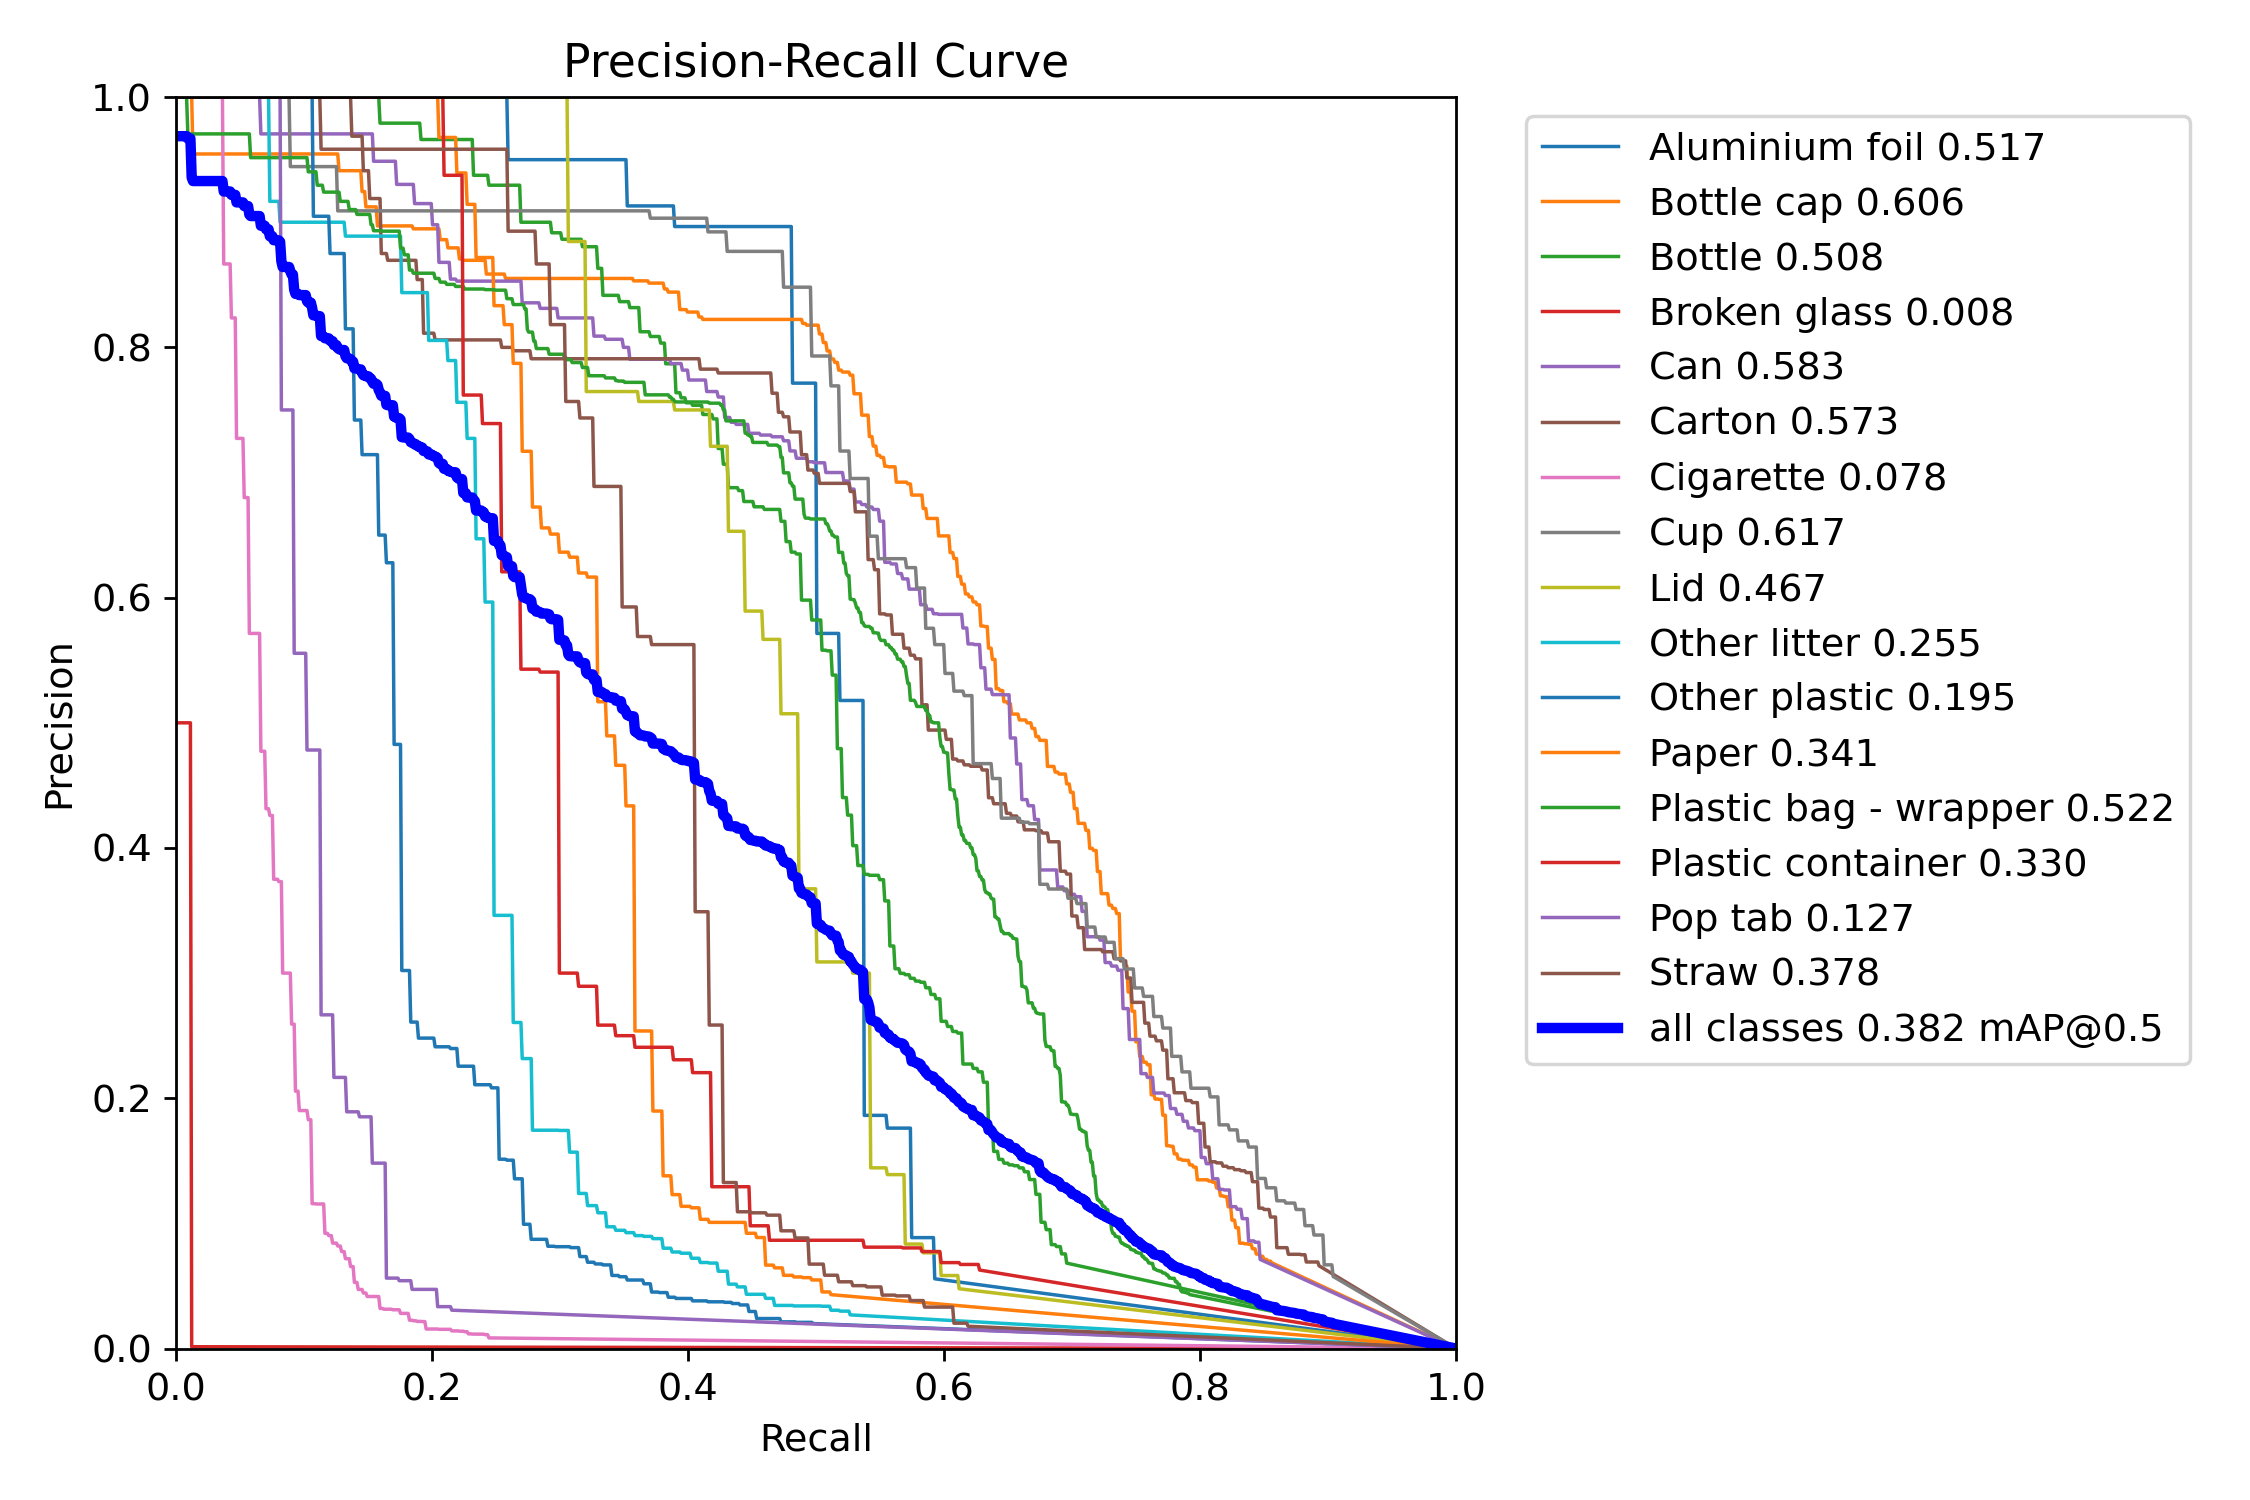 Precision-Recall Curve
1.0
0.8
0.6
0.4
0.2
0.0
Precision
0.0 0.2 0.4 0.6 0.8 1.0
Recall
Aluminium foil 0.517
Bottle cap 0.606
Bottle 0.508
Broken glass 0.008
Can 0.583
Carton 0.573
Cigarette 0.078
Cup 0.617
Lid 0.467
Other litter 0.255
Other plastic 0.195
Paper 0.341
Plastic bag - wrapper 0.522
Plastic container 0.330
Pop tab 0.127
Straw 0.378
all classes 0.382 mAP@0.5